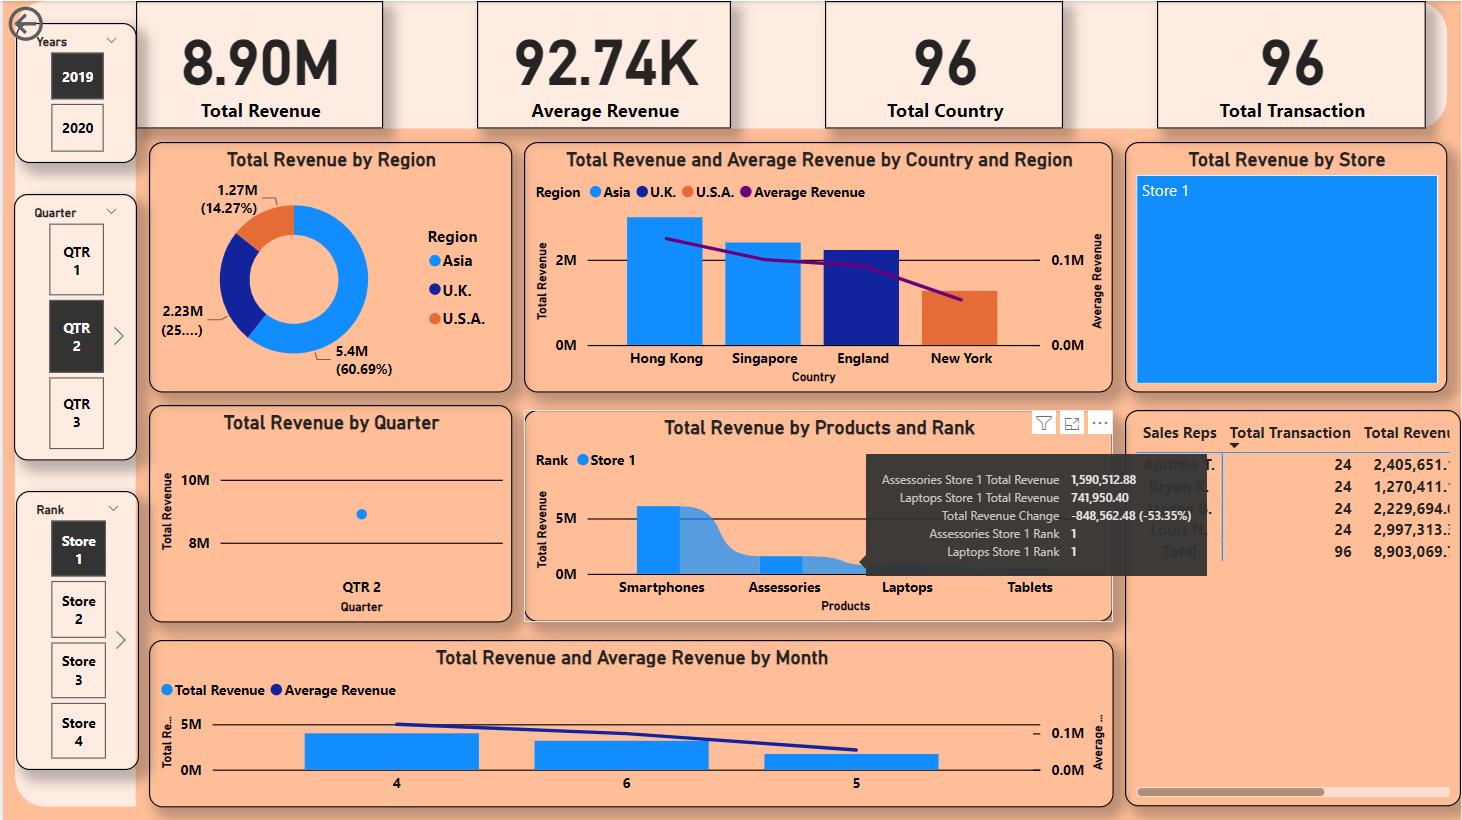 Years
2019
2020
8.90M
Total Revenue
92.74K
Average Revenue
96
Total Country
96
Total Transaction
Quarter
QTR
1
QTR
2
QTR
3
Rank
Store
1
Store
2
Store
3
Store
4
Total Revenue by Region
1.27M
(14.27%)
2.23M
(25....)
5.4M
(60.69%)
Region
Asia
U.K.
U.S.A.
Total Revenue and Average Revenue by Country and Region
Region Asia U.K. U.S.A. Average Revenue
Total Revenue
2M
0M
0.1M
0.0M
Average Revenue
Hong Kong Singapore England New York
Country
Total Revenue by Store
Store 1
Total Revenue by Quarter
Total Revenue
10M
8M
QTR 2
Quarter
Total Revenue by Products and Rank
Rank Store 1
Total Revenue
5M
0M
Smartphones Assessories Laptops Tablets
Products
Assessories Store 1 Total Revenue 1,590,512.88
Laptops Store 1 Total Revenue 741,950.40
Total Revenue Change -848,562.48 (-53.35%)
Assessories Store 1 Rank 1
Laptops Store 1 Rank 1
Sales Reps Total Transaction Total Revenu
Andrew T. 24 2,405,651.
Bryan K. 24 1,270,411.
B. 24 2,229,694.
Louis N. 24 2,997,313.
Total 96 8,903,069.
Total Revenue and Average Revenue by Month
Total Revenue Average Revenue
Total Re...
5M
0M
0.1M
0.0M
Average ...
4 6 5